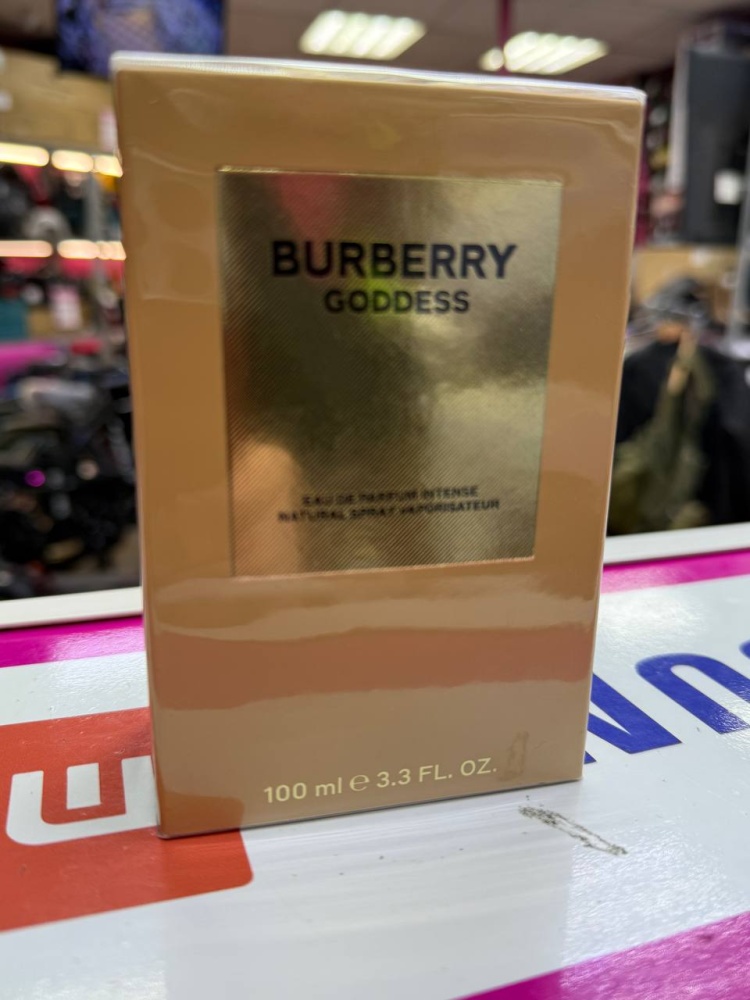 BURBERRY
GODDESS
EAU DE PARFUM INTENSE
NATURAL SPRAY VAPORISATEUR
100 ml ℮ 3.3 FL. OZ.